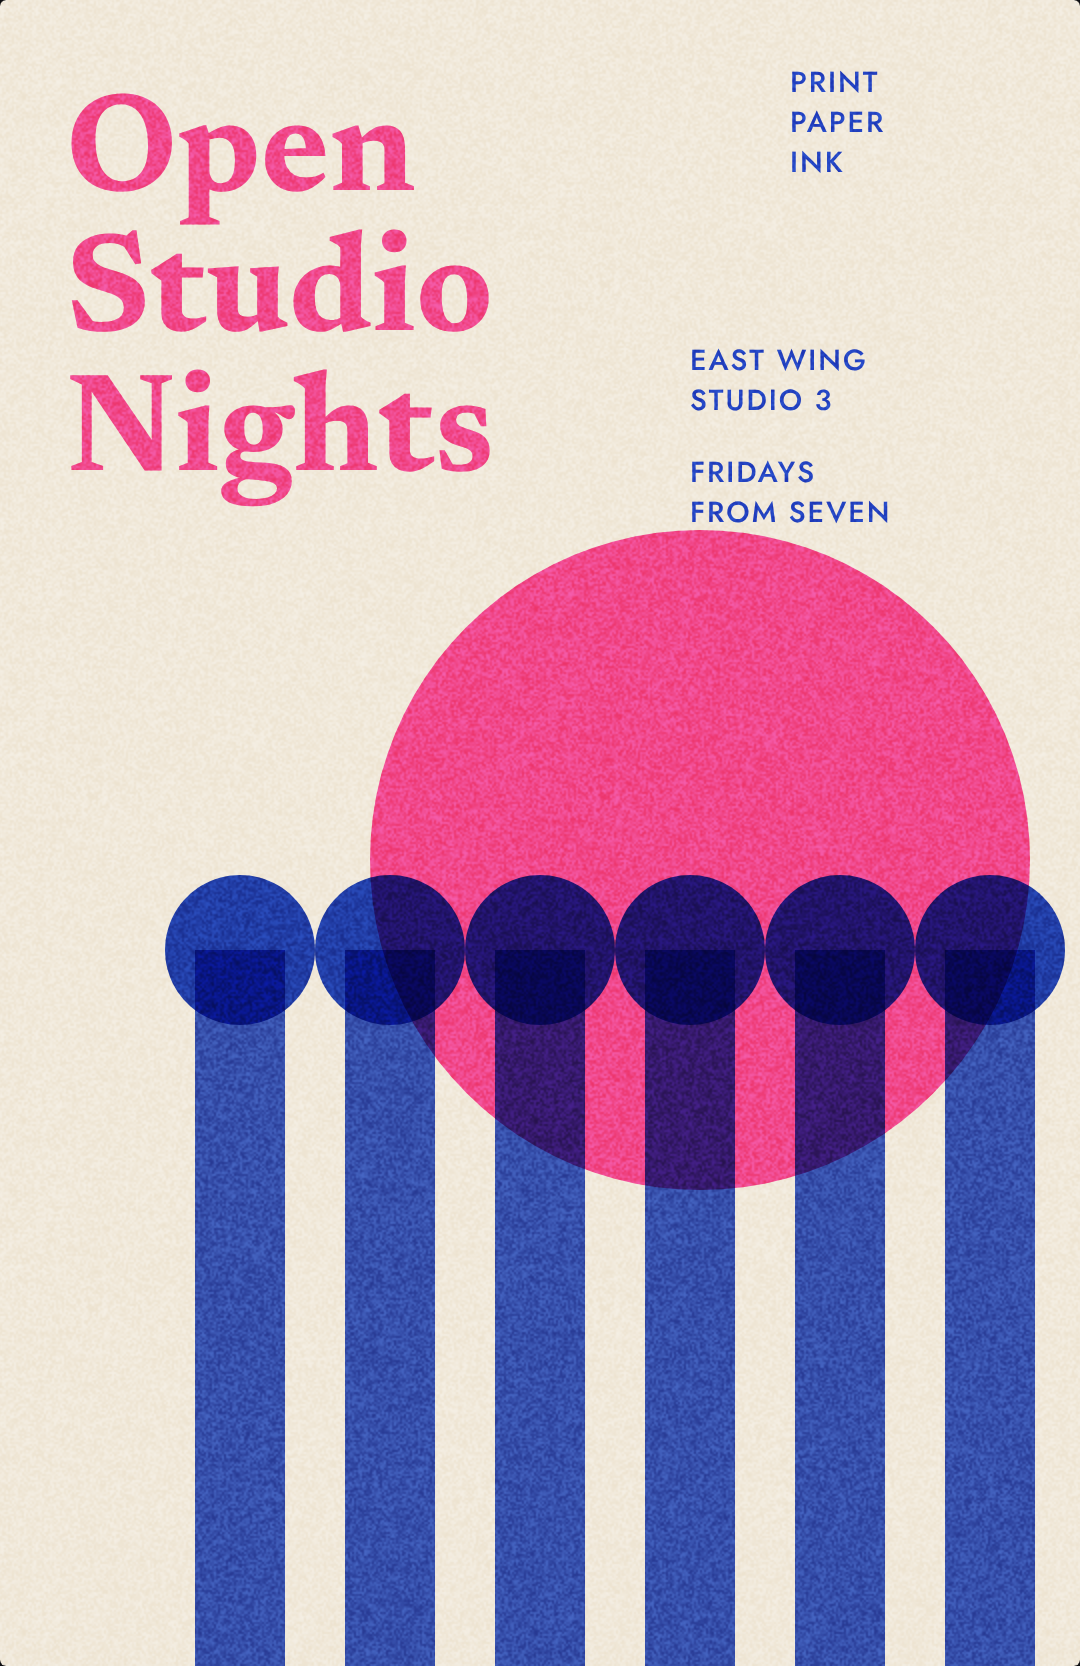 Open
Studio
Nights
PRINT
PAPER
INK
EAST WING
STUDIO 3
FRIDAYS
FROM SEVEN